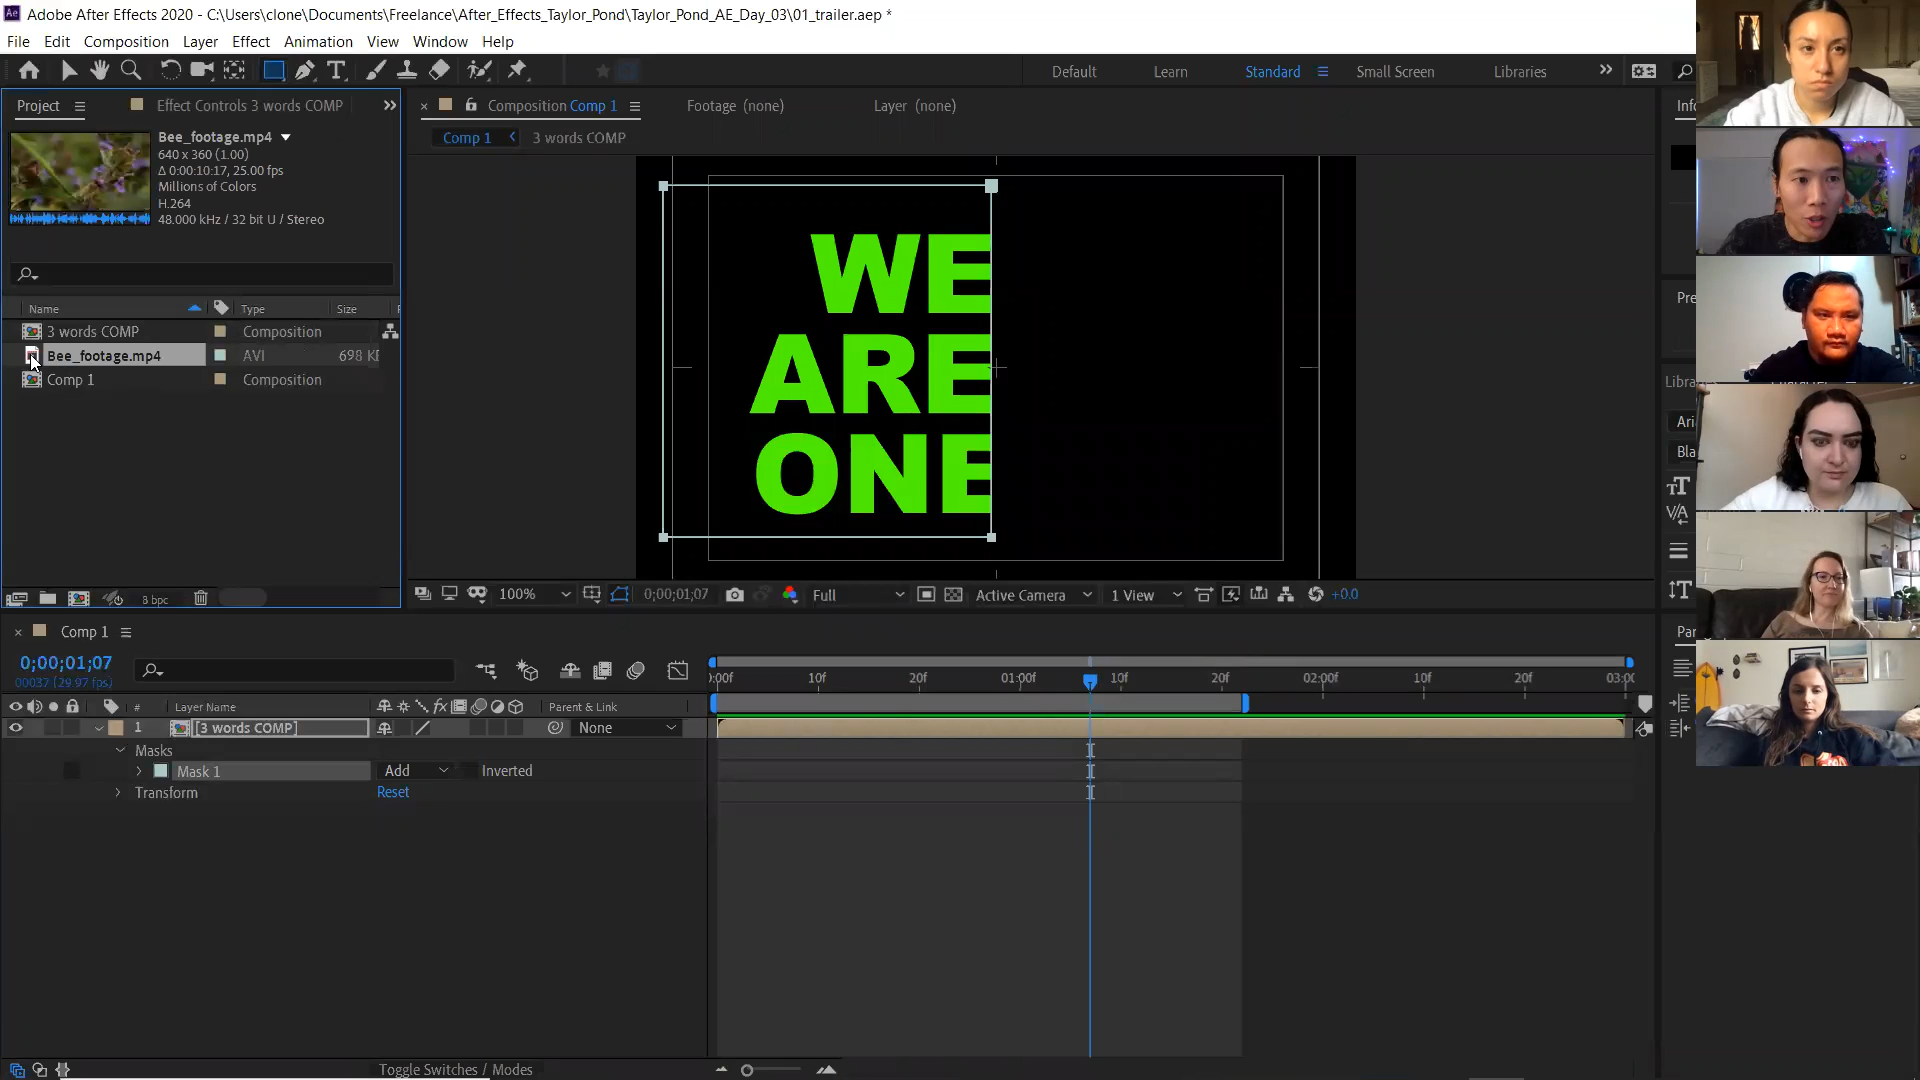 Adobe After Effects 2020 - C:\Users\clone\Documents\Freelance\After_Effects_Taylor_Pond\Taylor_Pond_AE_Day_03\01_trailer.aep *
File Edit Composition Layer Effect Animation View Window Help
Default Learn Standard Small Screen Libraries
Project Effect Controls 3 words COMP
Composition Comp 1 Footage (none) Layer (none)
Comp 1 3 words COMP
Bee_footage.mp4
640 x 360 (1.00)
Δ 0:00:10:17, 25.00 fps
Millions of Colors
H.264
48.000 kHz / 32 bit U / Stereo
Name Type Size
3 words COMP Composition
Bee_footage.mp4 AVI 698 K
Comp 1 Composition
WE
ARE
ONE
8 bpc
100% 0;00;01;07 Full Active Camera 1 View +0.0
Comp 1
0;00;01;07
00037 (29.97 fps)
:00f 10f 20f 01:00f 10f 20f 02:00f 10f 20f 03:0
# Layer Name Parent & Link
1 [3 words COMP] None
Masks
Mask 1 Add Inverted
Transform Reset
Toggle Switches / Modes